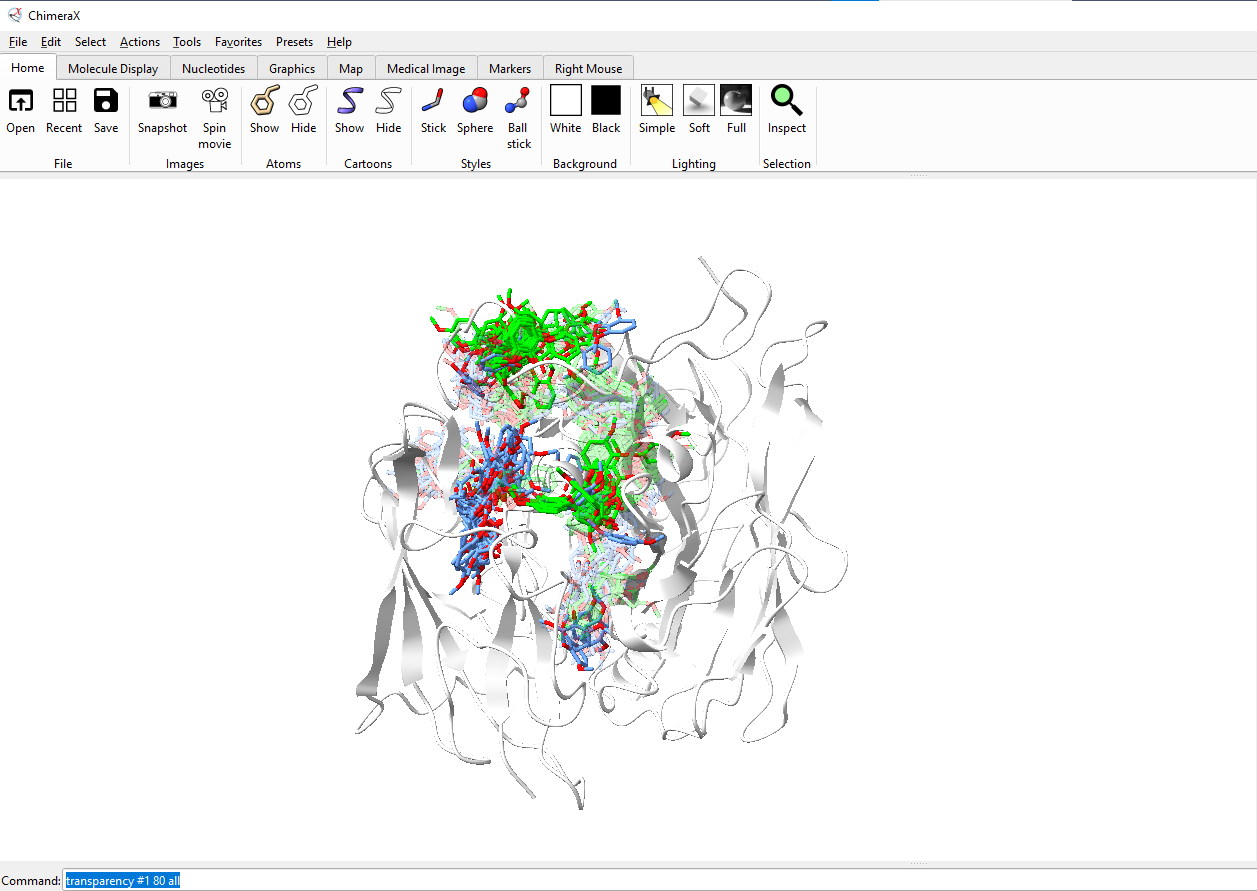 ChimeraX
File Edit Select Actions Tools Favorites Presets Help
Home Molecule Display Nucleotides Graphics Map Medical Image Markers Right Mouse
Open Recent Save Snapshot Spin movie Show Hide Show Hide Stick Sphere Ball stick White Black Simple Soft Full Inspect
File Images Atoms Cartoons Styles Background Lighting Selection
Command: transparency #1 80 all